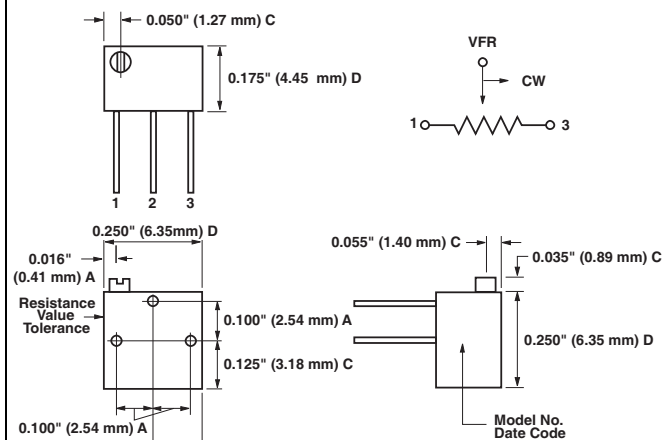 0.050" (1.27 mm) C
0.175" (4.45 mm) D
1 2 3
VFR
CW
1 3
0.250" (6.35mm) D
0.016"
(0.41 mm) A
Resistance
Value
Tolerance
0.100" (2.54 mm) A
0.125" (3.18 mm) C
0.100" (2.54 mm) A
0.055" (1.40 mm) C
0.035" (0.89 mm) C
0.250" (6.35 mm) D
Model No.
Date Code